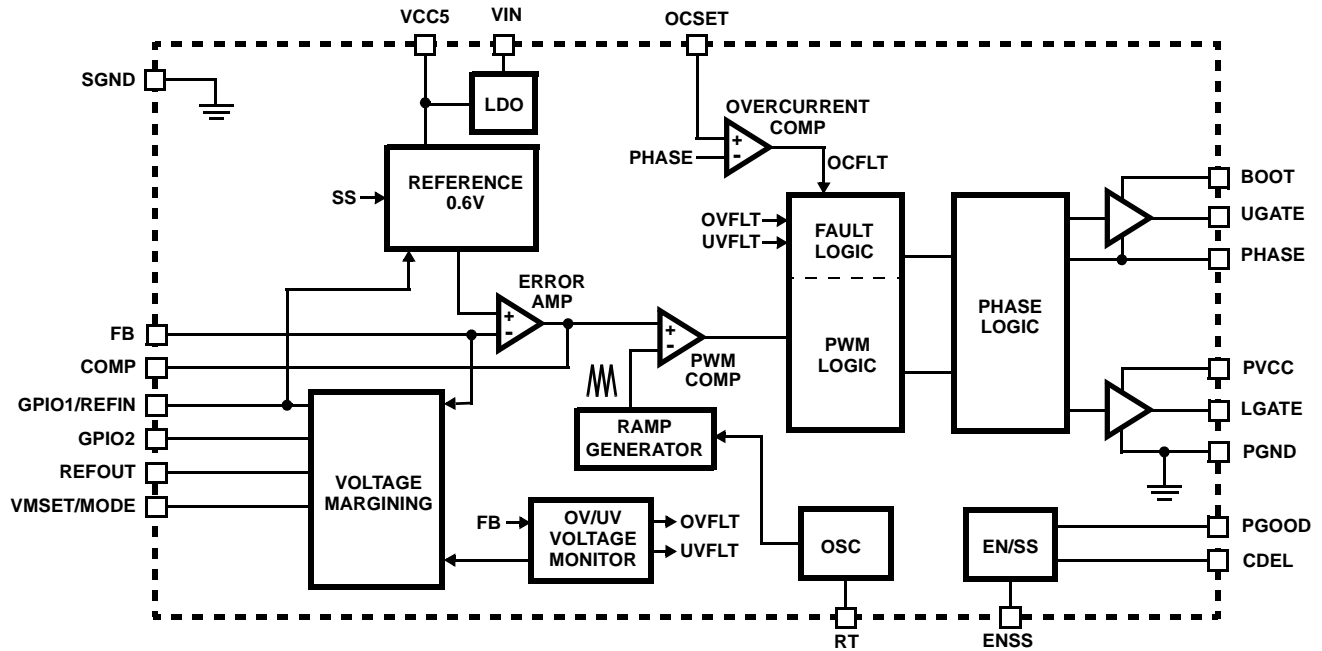 VCC5
VIN
OCSET
SGND
LDO
OVERCURRENT
COMP
+
-
PHASE
OCFLT
REFERENCE
0.6V
SS
OVFLT
UVFLT
FAULT
LOGIC
BOOT
UGATE
PHASE
ERROR
AMP
+
-
FB
COMP
+
-
PWM
COMP
PWM
LOGIC
PHASE
LOGIC
GPIO1/REFIN
GPIO2
REFOUT
VMSET/MODE
VOLTAGE
MARGINING
RAMP
GENERATOR
PVCC
LGATE
PGND
FB
OV/UV
VOLTAGE
MONITOR
OVFLT
UVFLT
OSC
EN/SS
PGOOD
CDEL
RT
ENSS